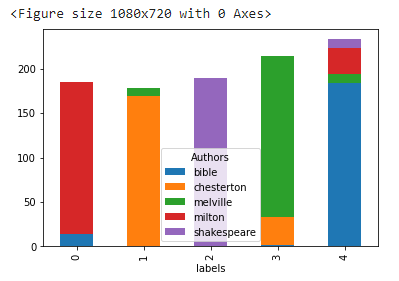 <Figure size 1080x720 with 0 Axes>
200
150
100
50
0
Authors
bible
chesterton
melville
milton
shakespeare
0 1 2 3 4
labels